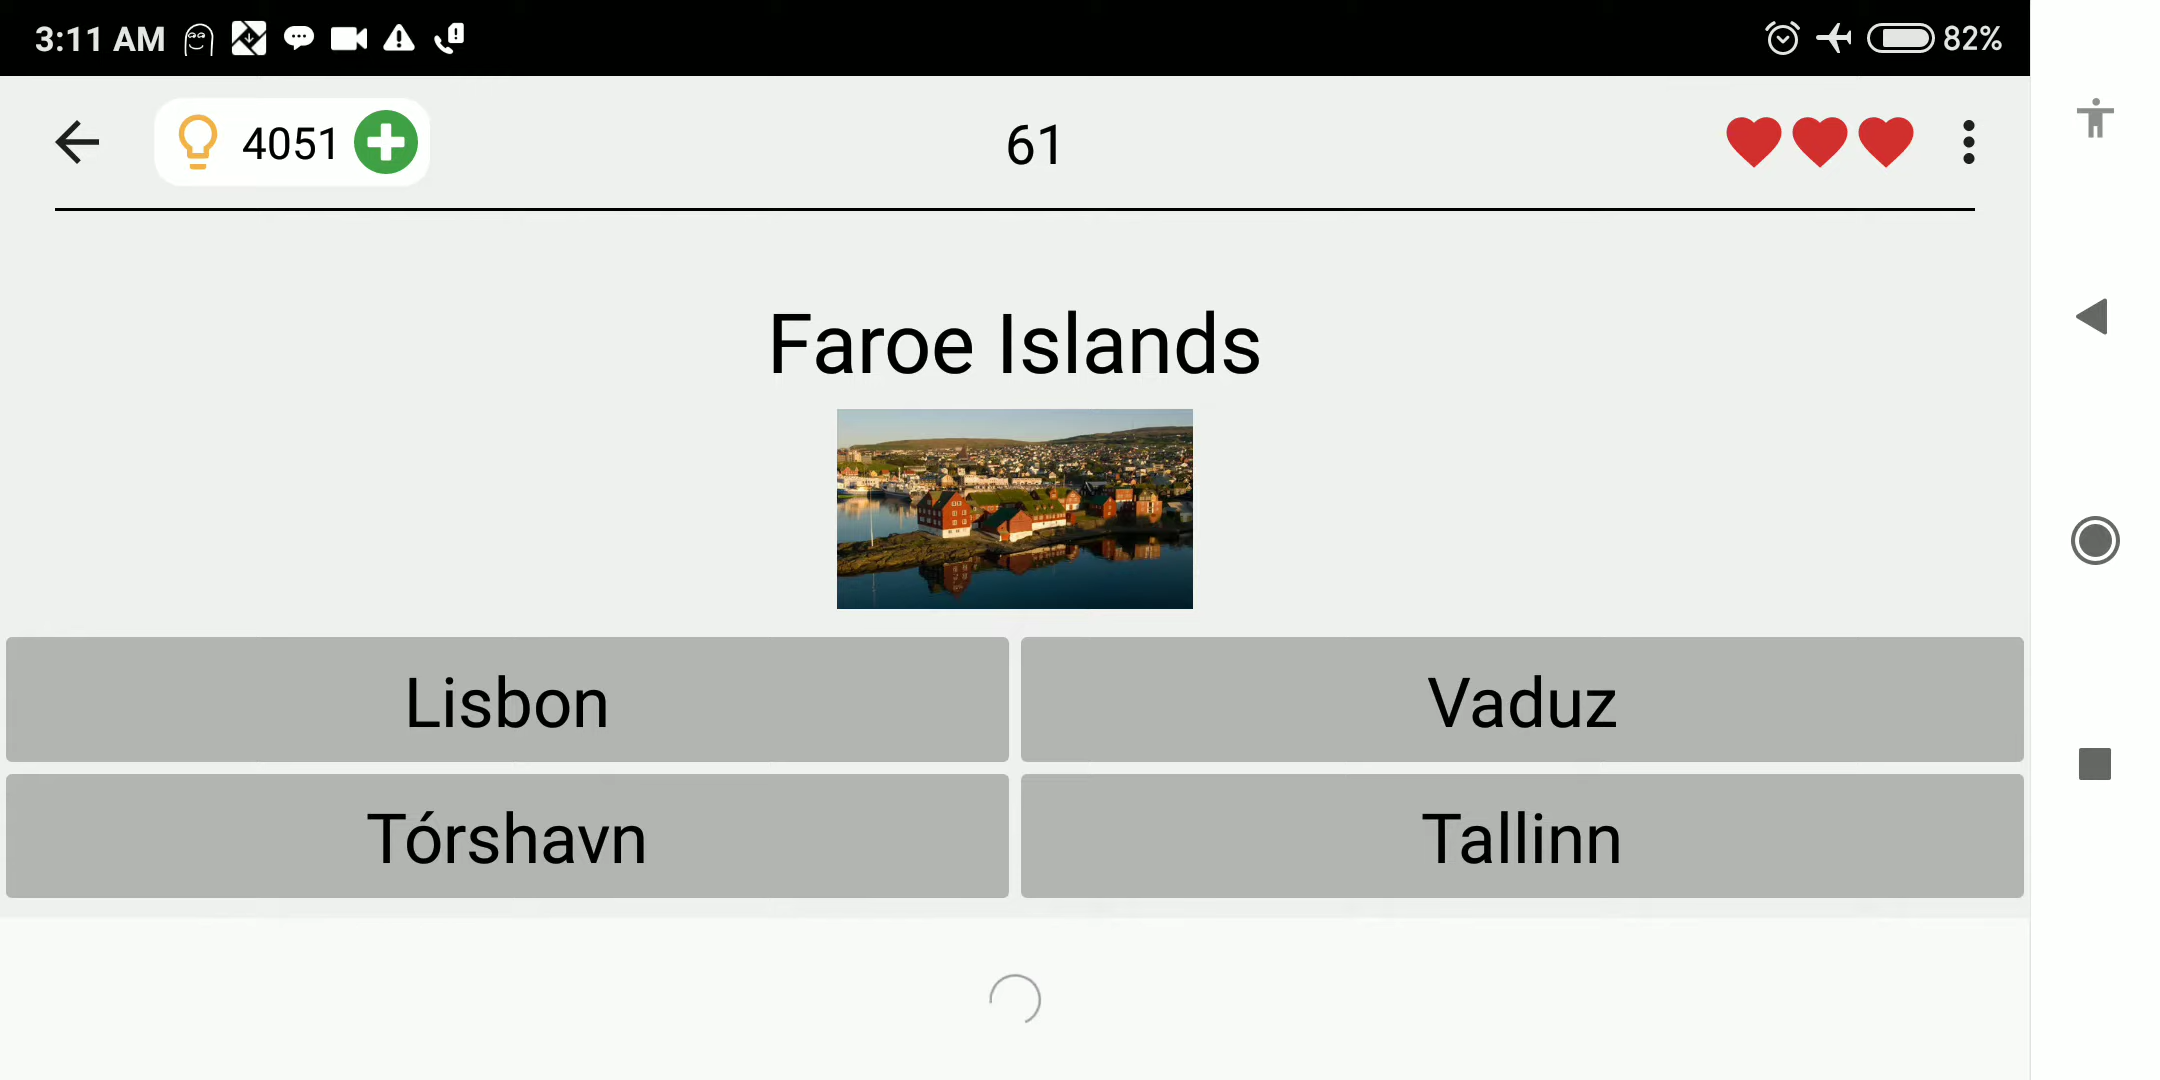 3:11 AM
82%
4051
61
Faroe Islands
Lisbon
Vaduz
Tórshavn
Tallinn